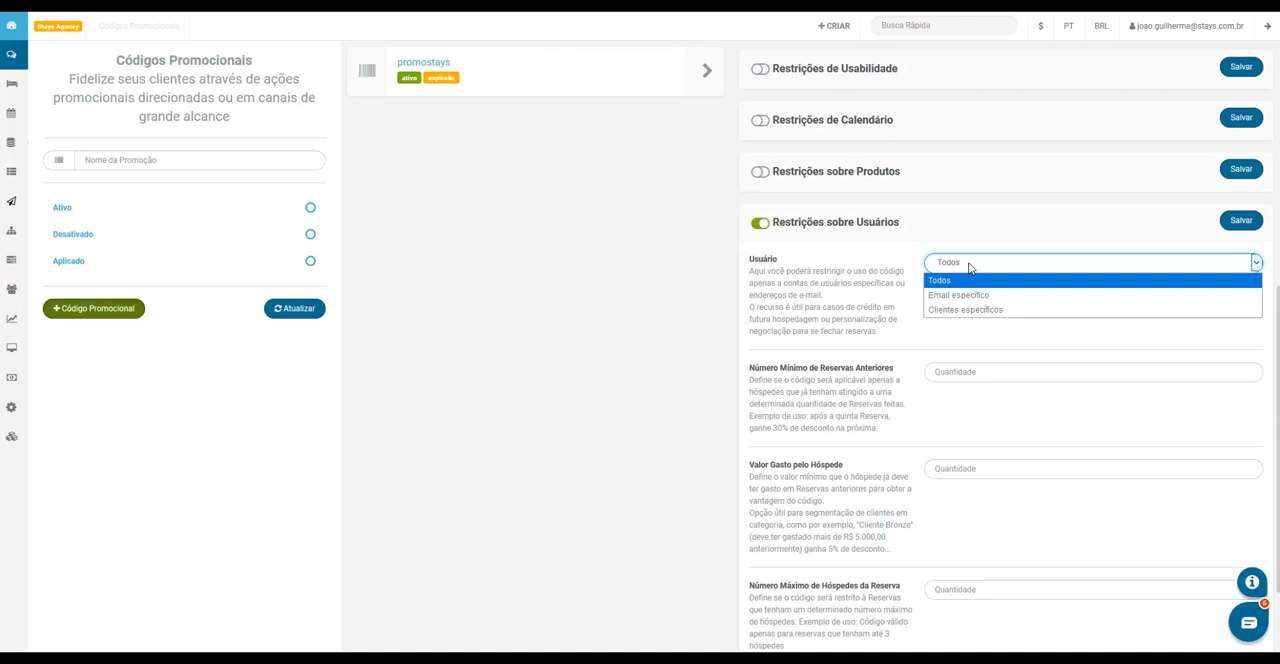 Stays Agency
Códigos Promocionais
+ CRIAR
Busca Rápida
$
PT
BRL
joao.guilherme@stays.com.br
Códigos Promocionais
Fidelize seus clientes através de ações
promocionais direcionadas ou em canais de
grande alcance
Nome da Promoção
Ativo
Desativado
Aplicado
+ Código Promocional
Atualizar
promostays
ativo
expirado
Restrições de Usabilidade
Salvar
Restrições de Calendário
Salvar
Restrições sobre Produtos
Salvar
Restrições sobre Usuários
Salvar
Usuário
Aqui você poderá restringir o uso do código
apenas a contas de usuários específicas ou
endereços de e-mail.
O recurso é útil para casos de crédito em
futura hospedagem ou personalização de
negociação para se fechar reservas.
Todos
Todos
Email específico
Clientes específicos
Número Mínimo de Reservas Anteriores
Define se o código será aplicável apenas a
hóspedes que já tenham atingido a uma
determinada quantidade de Reservas feitas.
Exemplo de uso: após a quinta Reserva,
ganhe 30% de desconto na próxima.
Quantidade
Valor Gasto pelo Hóspede
Define o valor mínimo que o hóspede já deve
ter gasto em Reservas anteriores para obter a
vantagem do código.
Opção útil para segmentação de clientes em
categoria, como por exemplo, "Cliente Bronze"
(deve ter gastado mais de R$ 5.000,00
anteriormente) ganha 5% de desconto...
Quantidade
Número Máximo de Hóspedes da Reserva
Define se o código será restrito à Reservas
que tenham um determinado número máximo
de hóspedes. Exemplo de uso: Código válido
apenas para reservas que tenham até 3
hóspedes
Quantidade
6